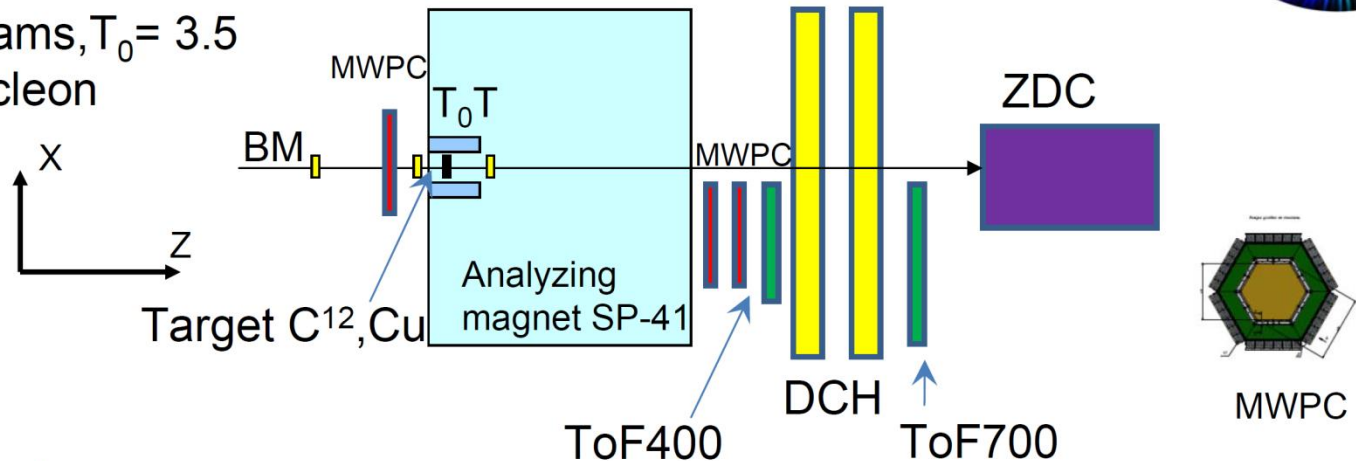 ams,T₀= 3.5
cleon
MWPC
T₀T
ZDC
BM
MWPC
X
Z
Analyzing
magnet SP-41
Target C¹²,Cu
DCH
MWPC
ToF400
ToF700